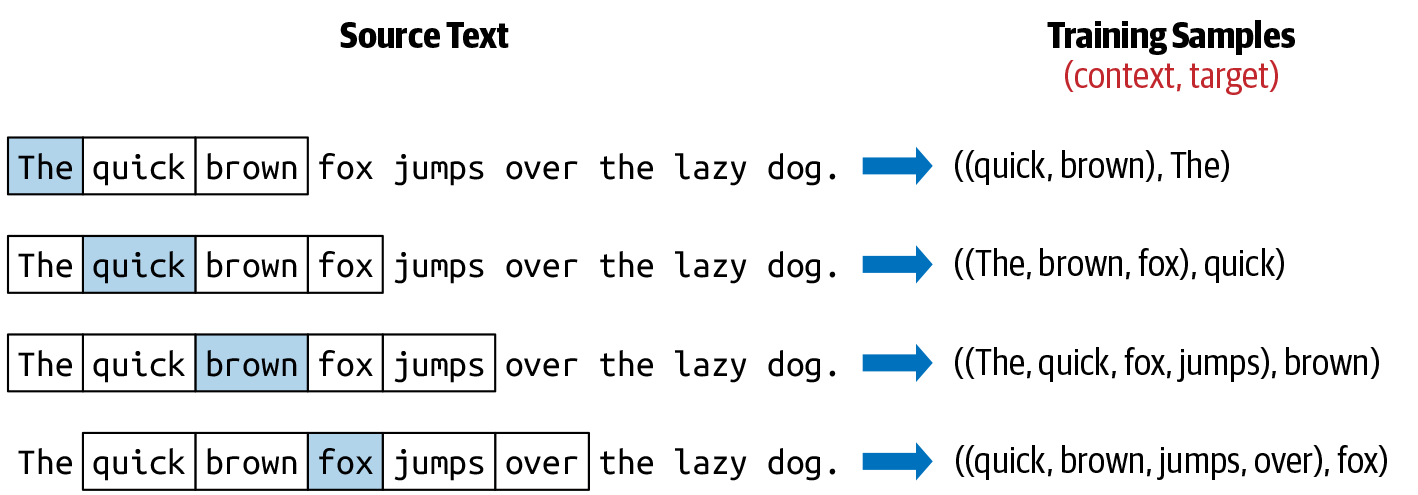 Source Text
Training Samples
(context, target)
The quick brown fox jumps over the lazy dog. ((quick, brown), The)
The quick brown fox jumps over the lazy dog. ((The, brown, fox), quick)
The quick brown fox jumps over the lazy dog. ((The, quick, fox, jumps), brown)
The quick brown fox jumps over the lazy dog. ((quick, brown, jumps, over), fox)